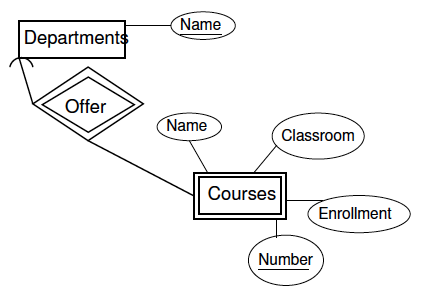 Name
Departments
Offer
Name
Classroom
Courses
Enrollment
Number